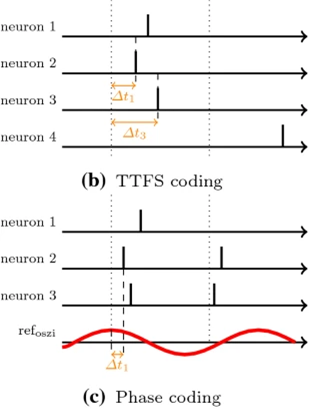 neuron 1
neuron 2
Δt₁
neuron 3
Δt₃
neuron 4
(b) TTFS coding
neuron 1
neuron 2
neuron 3
ref_oszi
Δt₁
(c) Phase coding